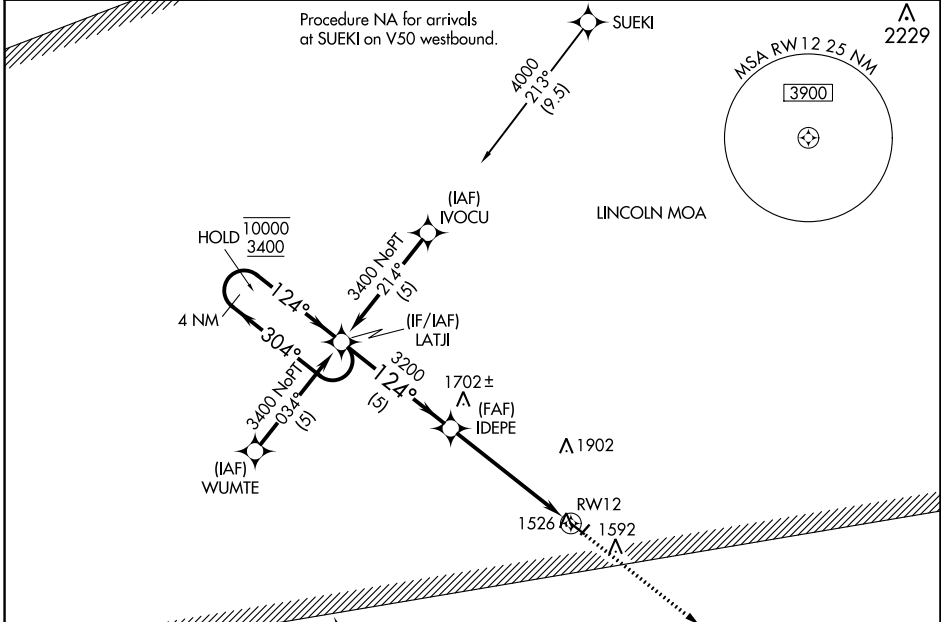 Procedure NA for arrivals
at SUEKI on V50 westbound.
SUEKI
2229
MSA RW12 25 NM
3900
4000
213°
(9.5)
LINCOLN MOA
(IAF)
IVOCU
HOLD
10000
3400
3400 NoPT
214°
(5)
124°
4 NM
304°
(IF/IAF)
LATJI
3200
124°
(5)
1702 ±
(FAF)
IDEPE
3400 NoPT
034°
(5)
(IAF)
WUMTE
1902
RW12
1526
1592